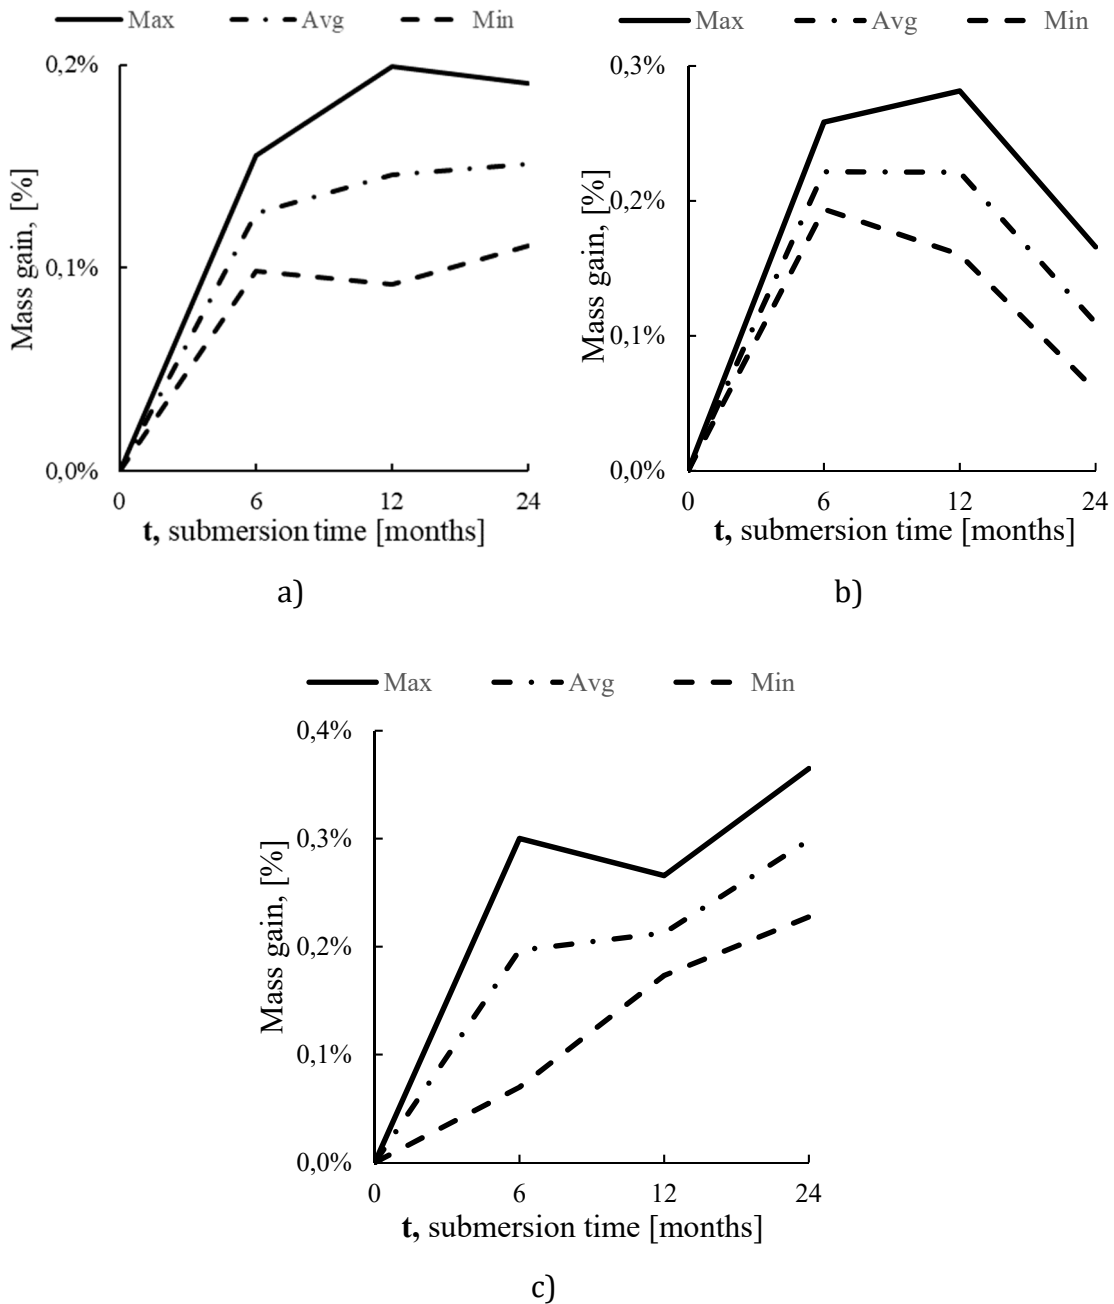 Max Avg Min
0,2%
0,1%
0,0%
Mass gain, [%]
0 6 12 24
t, submersion time [months]
a)
Max Avg Min
0,3%
0,2%
0,1%
0,0%
Mass gain, [%]
0 6 12 24
t, submersion time [months]
b)
Max Avg Min
0,4%
0,3%
0,2%
0,1%
0,0%
Mass gain, [%]
0 6 12 24
t, submersion time [months]
c)